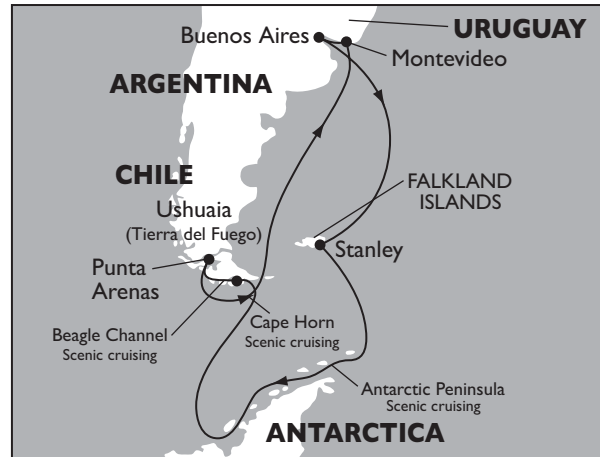 URUGUAY
Buenos Aires
Montevideo
ARGENTINA
CHILE
FALKLAND
ISLANDS
Ushuaia
(Tierra del Fuego)
Stanley
Punta
Arenas
Beagle Channel
Scenic cruising
Cape Horn
Scenic cruising
Antarctic Peninsula
Scenic cruising
ANTARCTICA